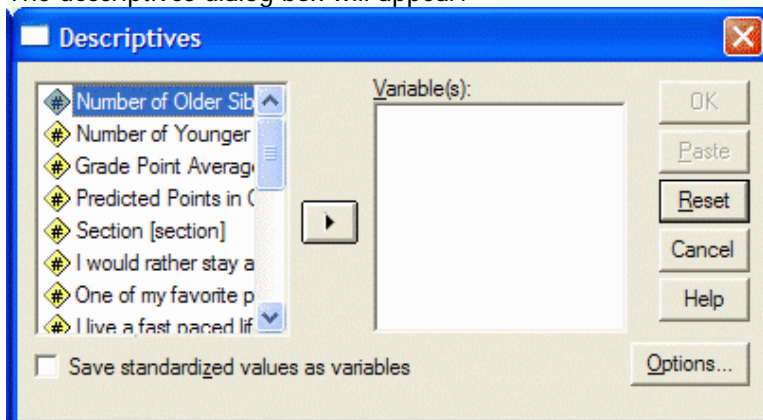 The descriptives dialog box will appear:
Descriptives
Number of Older Sib
Number of Younger
Grade Point Averag
Predicted Points in
Section [section]
I would rather stay a
One of my favorite p
I live a fast paced lif
Variable(s):
OK
Paste
Reset
Cancel
Help
Save standardized values as variables
Options...